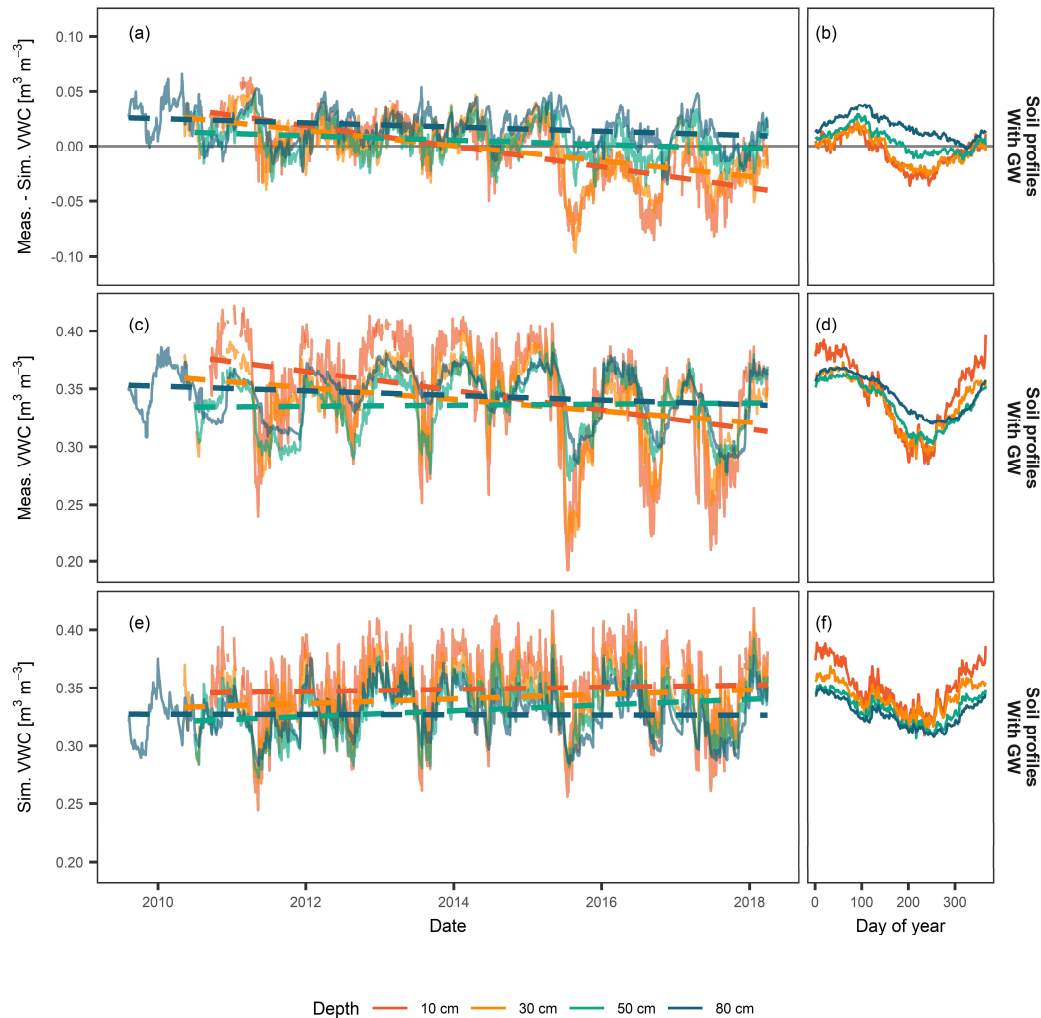 (a)
(b)
0.10
0.05
0.00
-0.05
-0.10
Meas. - Sim. VWC [m³ m⁻³]
Soil profiles
With GW
(c)
(d)
0.40
0.35
0.30
0.25
0.20
Meas. VWC [m³ m⁻³]
Soil profiles
With GW
(e)
(f)
0.40
0.35
0.30
0.25
0.20
Sim. VWC [m³ m⁻³]
Soil profiles
With GW
2010 2012 2014 2016 2018
0 100 200 300
Date
Day of year
Depth 10 cm 30 cm 50 cm 80 cm